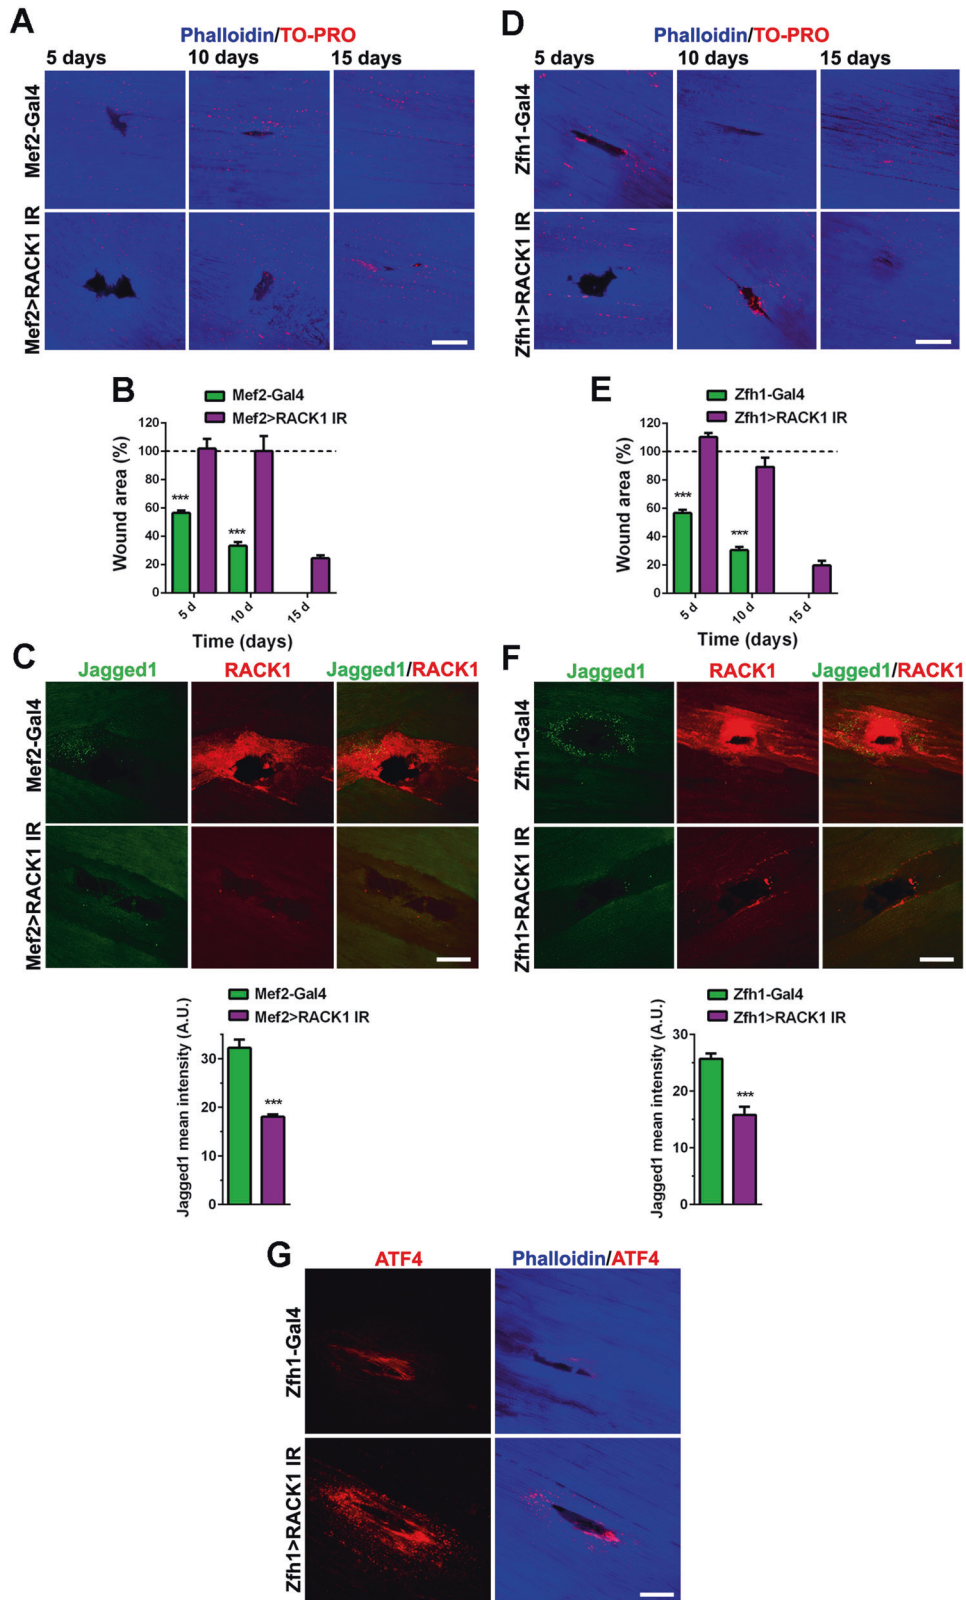 A
Phalloidin/TO-PRO
5 days 10 days 15 days
Mef2-Gal4
Mef2>RACK1 IR
B
Mef2-Gal4
Mef2>RACK1 IR
Wound area (%)
120
100
80
60
40
20
0
***
***
5 d 10 d 15 d
Time (days)
C
Jagged1 RACK1 Jagged1/RACK1
Mef2-Gal4
Mef2>RACK1 IR
Mef2-Gal4
Mef2>RACK1 IR
Jagged1 mean intensity (A.U.)
30
20
10
0
***
D
Phalloidin/TO-PRO
5 days 10 days 15 days
Zfh1-Gal4
Zfh1>RACK1 IR
E
Zfh1-Gal4
Zfh1>RACK1 IR
Wound area (%)
120
100
80
60
40
20
0
***
***
5 d 10 d 15 d
Time (days)
F
Jagged1 RACK1 Jagged1/RACK1
Zfh1-Gal4
Zfh1>RACK1 IR
Zfh1-Gal4
Zfh1>RACK1 IR
Jagged1 mean intensity (A.U.)
30
20
10
0
***
G
ATF4 Phalloidin/ATF4
Zfh1-Gal4
Zfh1>RACK1 IR